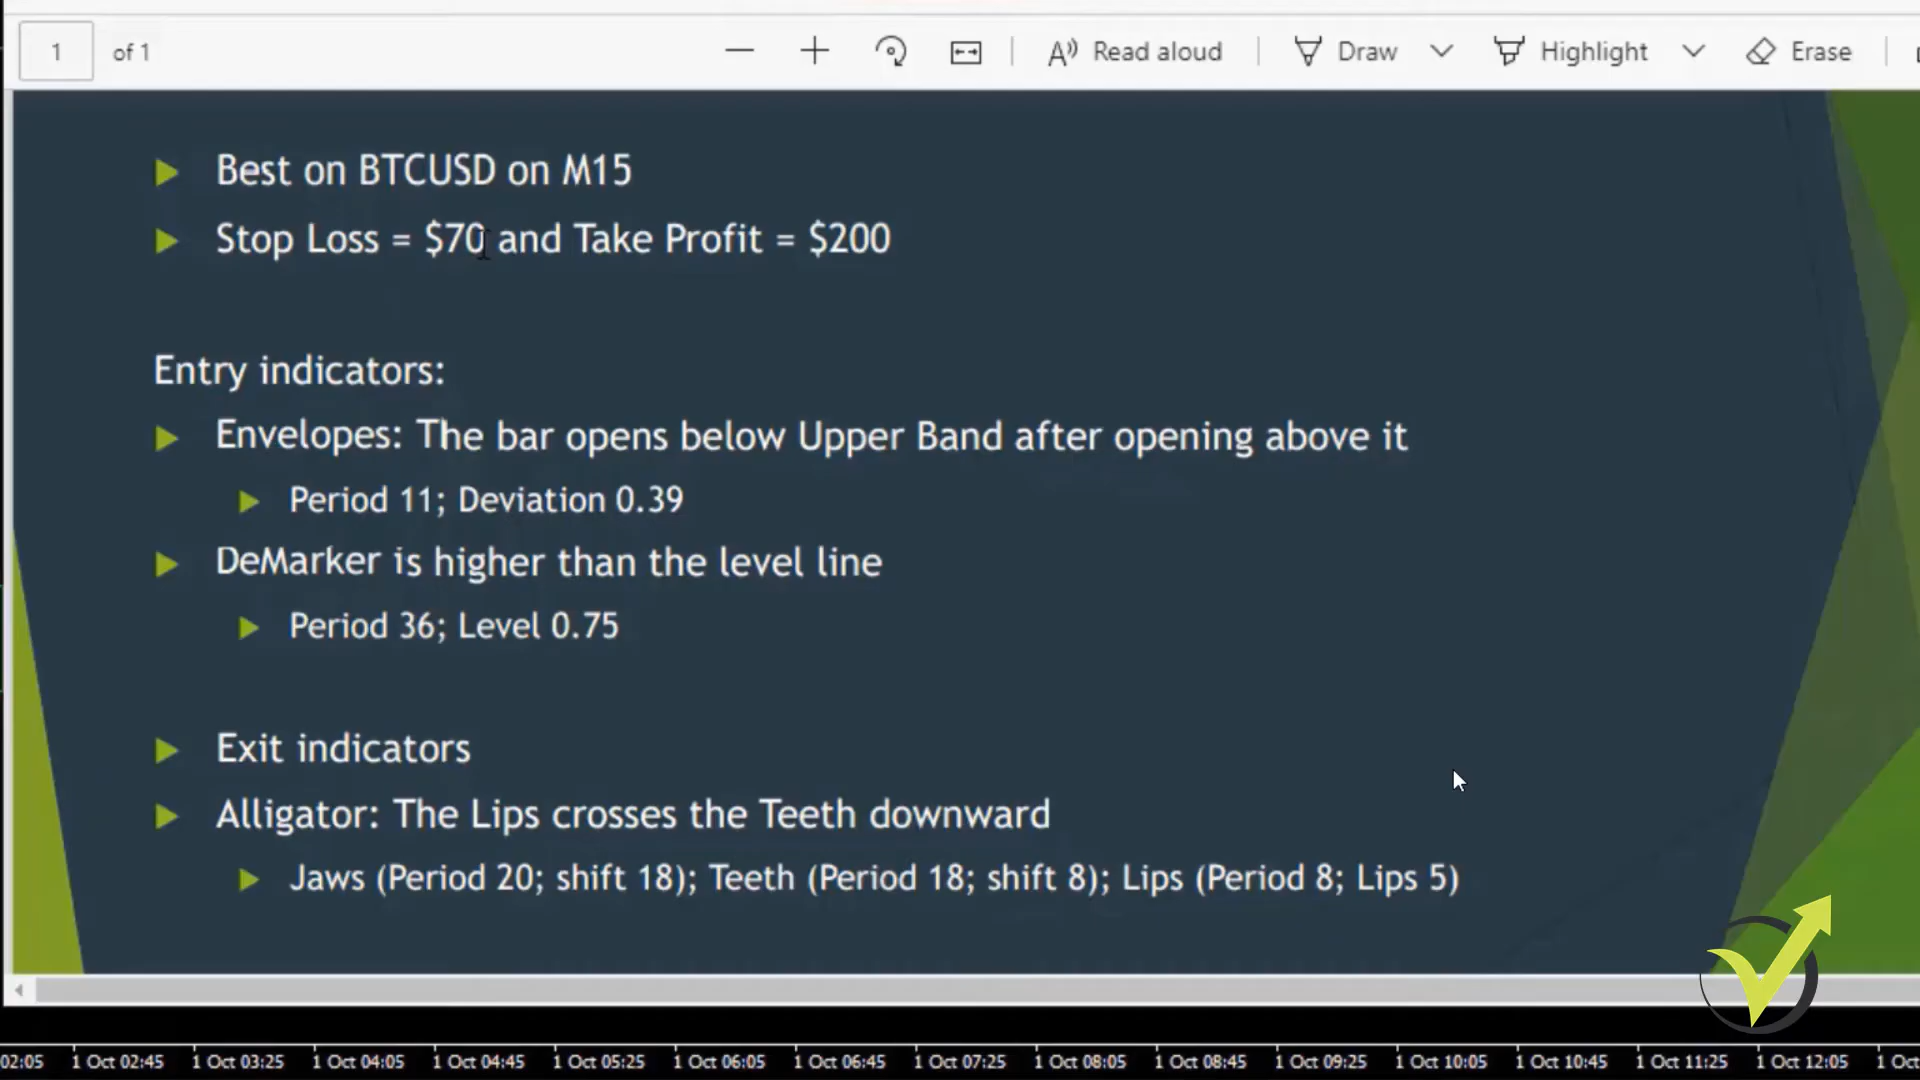 1 of 1 Read aloud Draw Highlight Erase
Best on BTCUSD on M15
Stop Loss = $70 and Take Profit = $200
Entry indicators:
Envelopes: The bar opens below Upper Band after opening above it
Period 11; Deviation 0.39
DeMarker is higher than the level line
Period 36; Level 0.75
Exit indicators
Alligator: The Lips crosses the Teeth downward
Jaws (Period 20; shift 18); Teeth (Period 18; shift 8); Lips (Period 8; Lips 5)
02:05 1 Oct 02:45 1 Oct 03:25 1 Oct 04:05 1 Oct 04:45 1 Oct 05:25 1 Oct 06:05 1 Oct 06:45 1 Oct 07:25 1 Oct 08:05 1 Oct 08:45 1 Oct 09:25 1 Oct 10:05 1 Oct 10:45 1 Oct 11:25 1 Oct 12:05 1 Oct